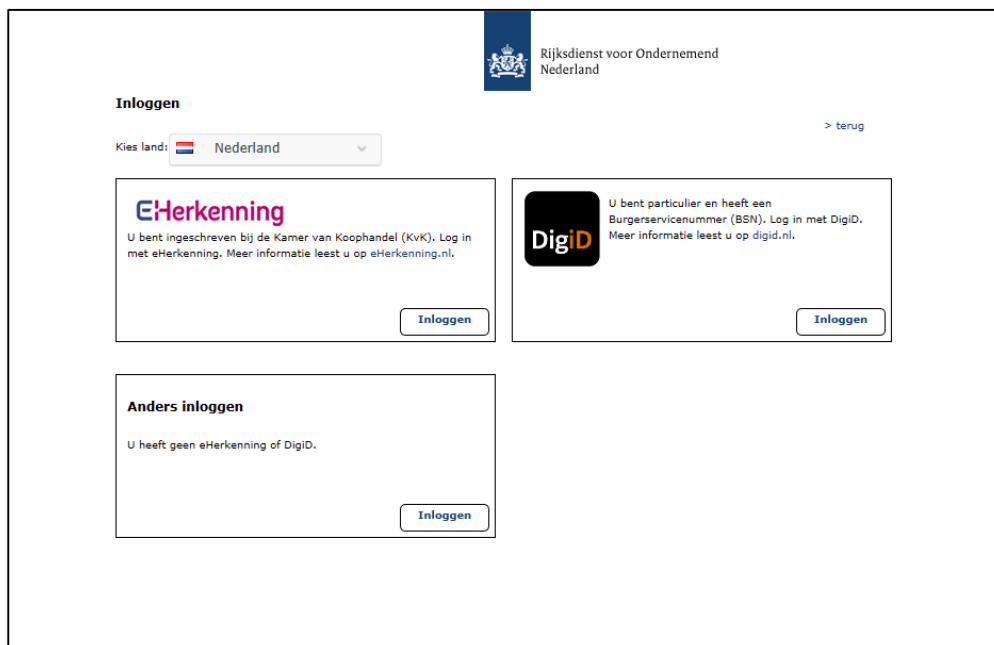 Rijksdienst voor Ondernemend
Nederland
Inloggen
> terug
Kies land:
Nederland
eHerkenning
U bent ingeschreven bij de Kamer van Koophandel (KvK). Log in
met eHerkenning. Meer informatie leest u op eHerkenning.nl.
Inloggen
DigiD
U bent particulier en heeft een
Burgerservicenummer (BSN). Log in met DigiD.
Meer informatie leest u op digid.nl.
Inloggen
Anders inloggen
U heeft geen eHerkenning of DigiD.
Inloggen